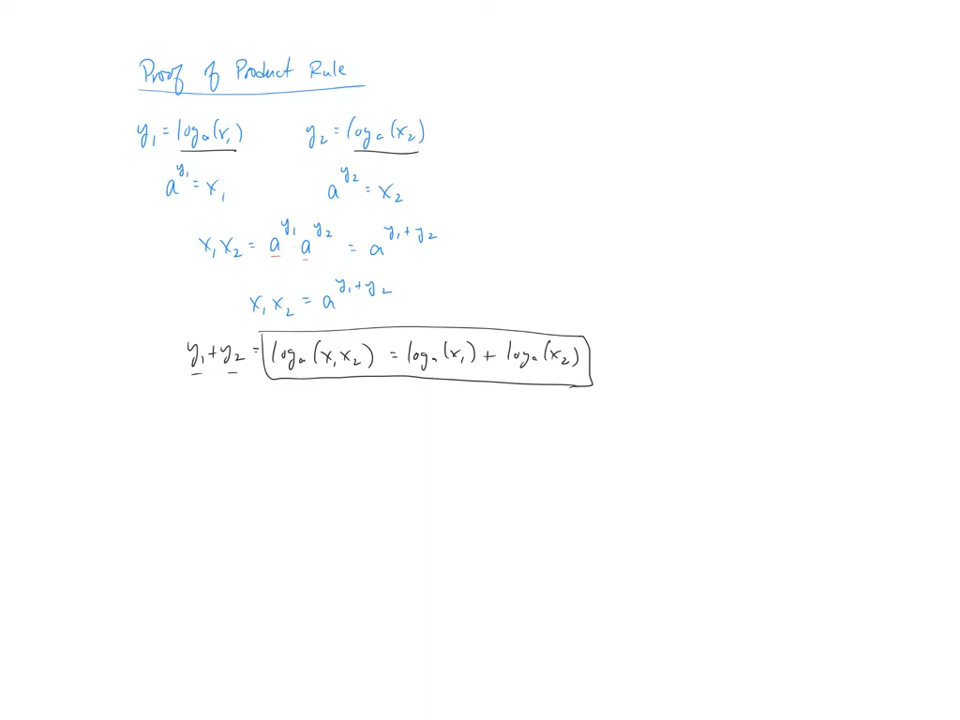 Proof of Product Rule
y₁ = logₐ(x₁) y₂ = logₐ(x₂)
a^y₁ = x₁ a^y₂ = x₂
x₁x₂ = a^y₁ · a^y₂ = a^(y₁+y₂)
x₁x₂ = a^(y₁+y₂)
y₁+y₂ = logₐ(x₁x₂) = logₐ(x₁) + logₐ(x₂)